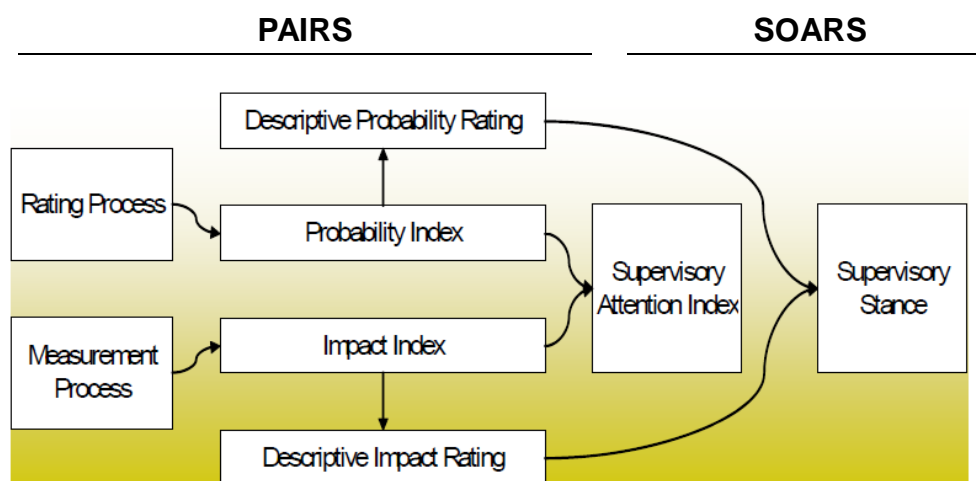 PAIRS
SOARS
Descriptive Probability Rating
Rating Process
Probability Index
Supervisory
Attention Index
Supervisory
Stance
Impact Index
Measurement
Process
Descriptive Impact Rating